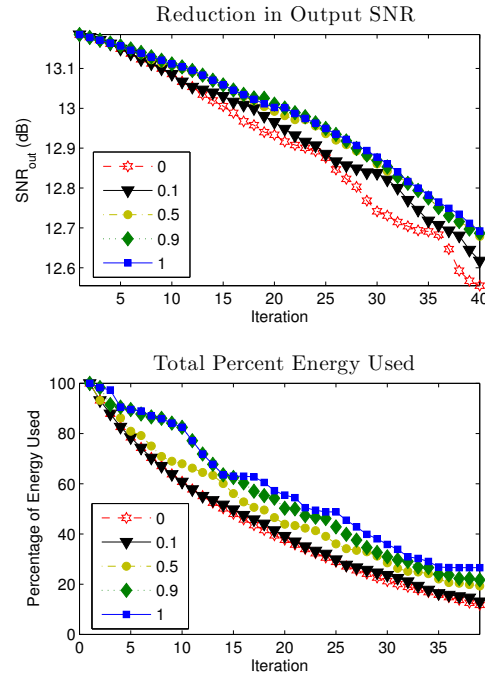 Reduction in Output SNR
SNR_out (dB)
13.1
13
12.9
12.8
12.7
12.6
0
0.1
0.5
0.9
1
5 10 15 20 25 30 35 40
Iteration
Total Percent Energy Used
Percentage of Energy Used
100
80
60
40
20
0
0
0.1
0.5
0.9
1
0 5 10 15 20 25 30 35
Iteration